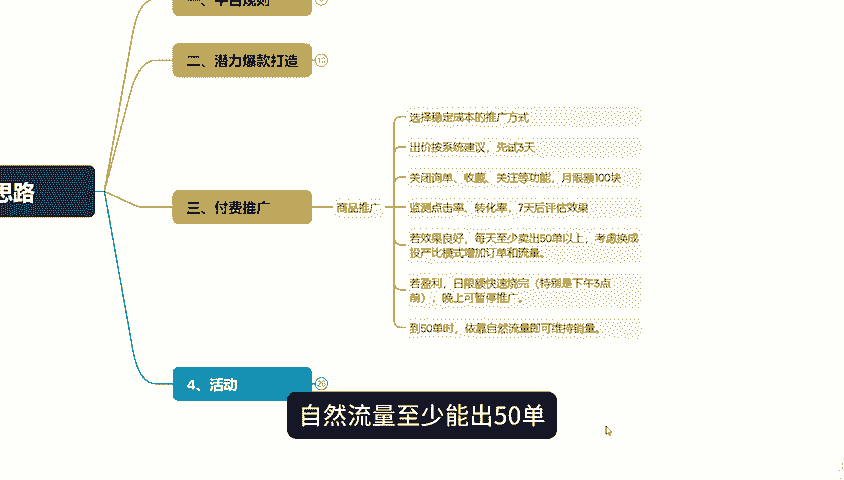 二、潜力爆款打造
选择稳定成本的推广方式
出价按系统建议，先试3天
思路
关闭询单、收藏、关注等功能，月限额100块
三、付费推广
商品推广
监测点击率、转化率，7天后评估效果
若效果良好，每天至少卖出50单以上，考虑换成
投产比模式增加订单和流量。
若盈利，日限额快速烧完（特别是下午3点
前），晚上可暂停推广。
到50单时，依靠自然流量即可维持销量。
4、活动
自然流量至少能出50单